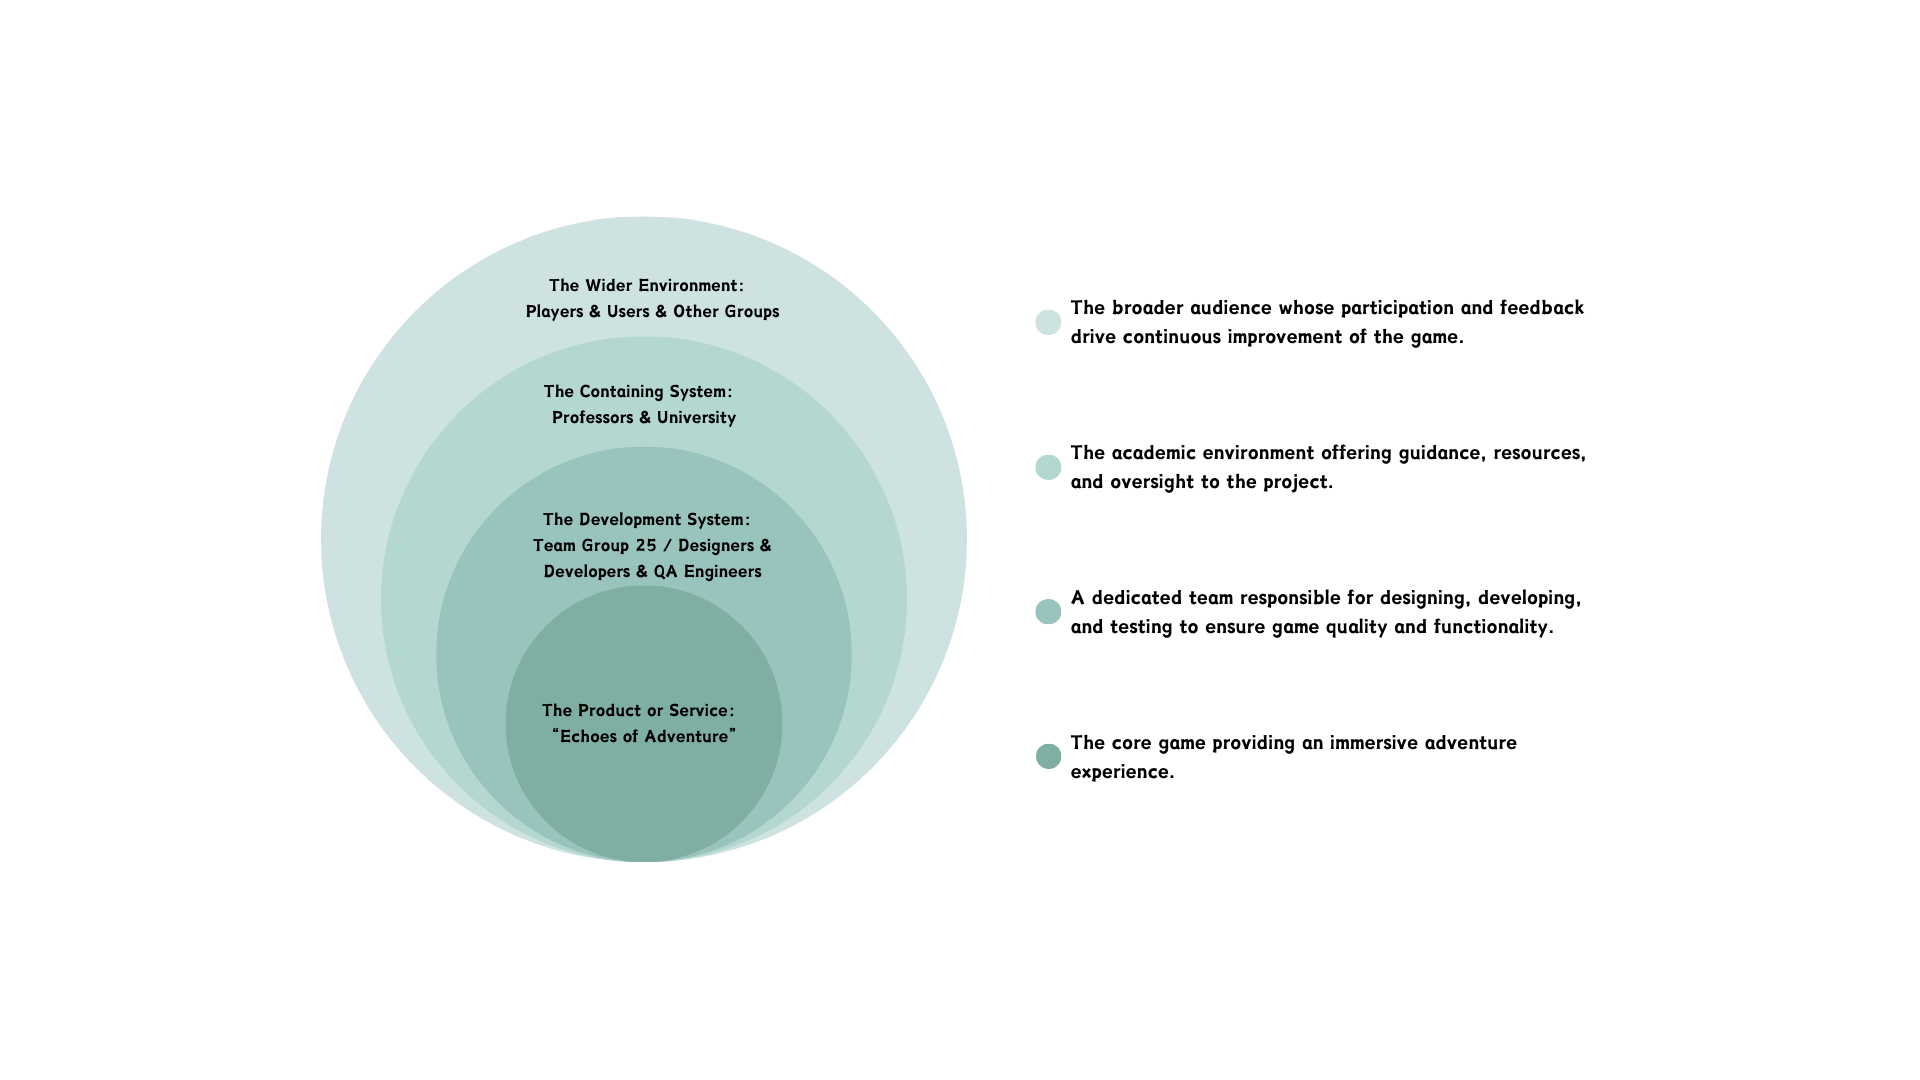 The Wider Environment:
Players & Users & Other Groups
The Containing System:
Professors & University
The Development System:
Team Group 25 / Designers &
Developers & QA Engineers
The Product or Service:
“Echoes of Adventure”
The broader audience whose participation and feedback
drive continuous improvement of the game.
The academic environment offering guidance, resources,
and oversight to the project.
A dedicated team responsible for designing, developing,
and testing to ensure game quality and functionality.
The core game providing an immersive adventure
experience.